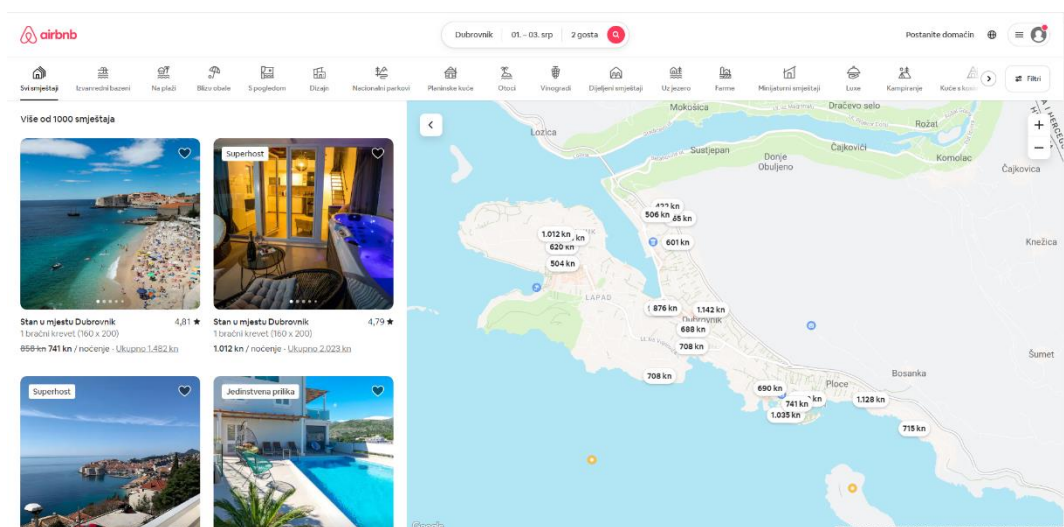 airbnb
Dubrovnik
01. – 03. srp
2 gosta
Postanite domaćin
Svi smještaji
Izvanredni bazeni
Na plaži
Blizu obale
S pogledom
Dizajn
Nacionalni parkovi
Planinske kuće
Otoci
Vinogradi
Dijeljeni smještaji
Uz jezero
Farme
Minijaturni smještaji
Luxe
Kampiranje
Filtri
Više od 1000 smještaja
Superhost
Stan u mjestu Dubrovnik 4,81 ★
1 bračni krevet (160 x 200)
858 kn 741 kn / noćenje · Ukupno 1.482 kn
Stan u mjestu Dubrovnik 4,79 ★
1 bračni krevet (160 x 200)
1.012 kn / noćenje · Ukupno 2.023 kn
Superhost
Jedinstvena prilika
Mokošica
Dračevo selo
Lozica
Rožat
Sustjepan
Donje
Obuljeno
Čajkovići
Komolac
Čajkovica
506 kn
1.012 kn
kn
620 kn
601 kn
Knežica
504 kn
LAPAD
876 kn
1.142 kn
Dubrovnik
688 kn
708 kn
Šumet
708 kn
Bosanka
690 kn
Ploce
741 kn
kn
1.128 kn
1.035 kn
715 kn
Google